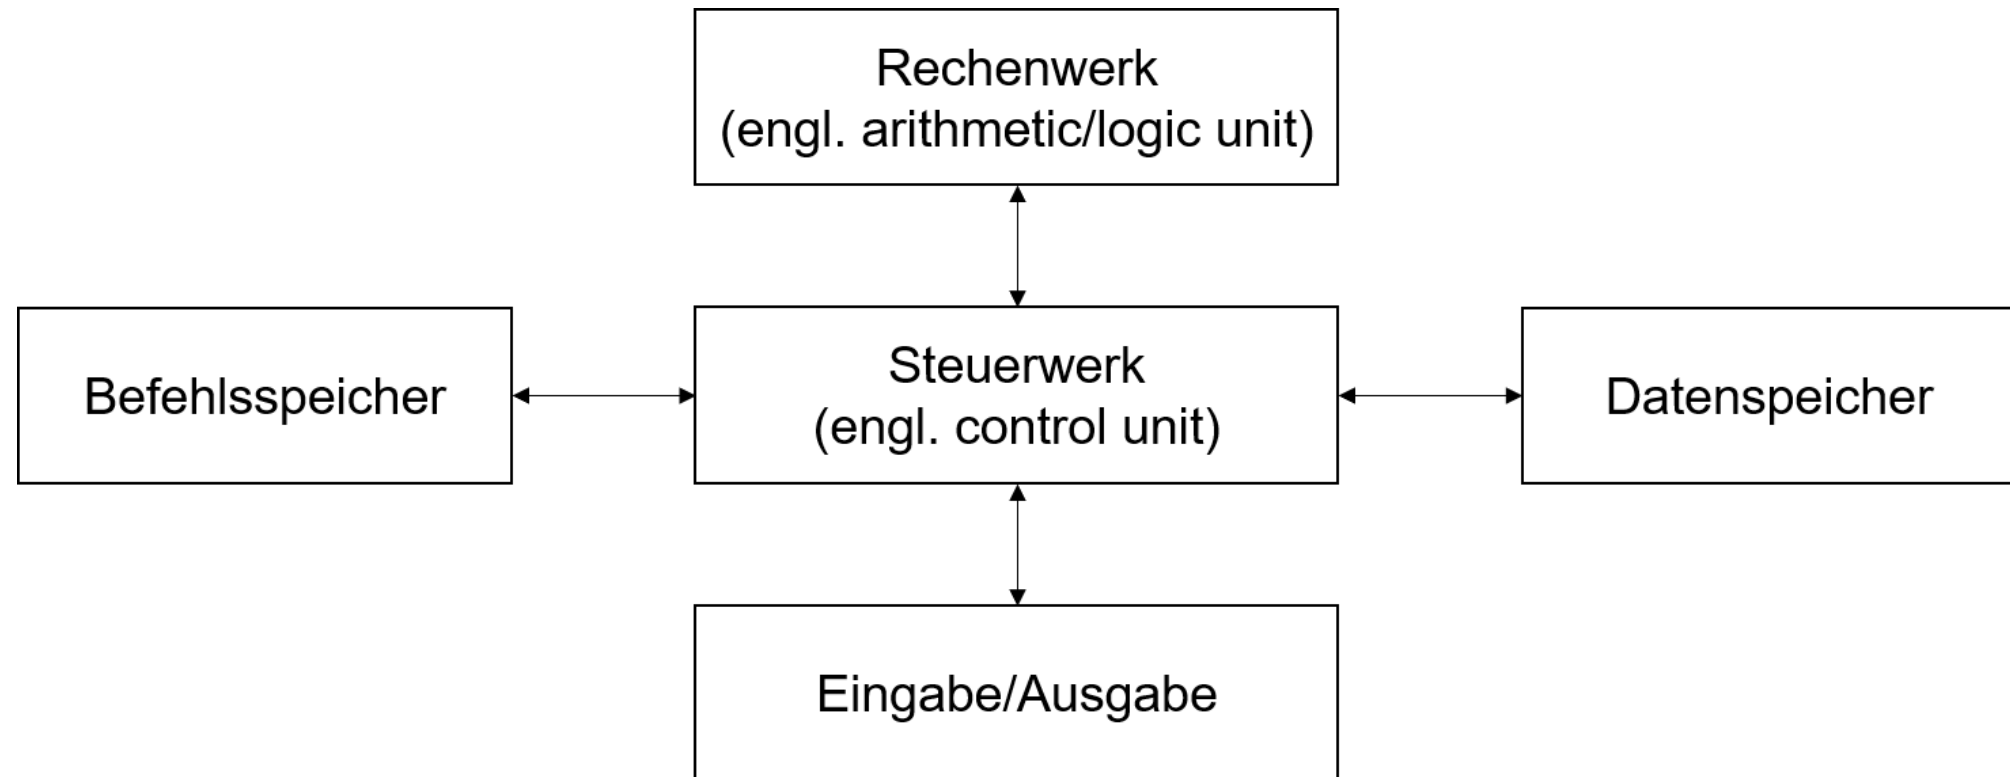 Rechenwerk
(engl. arithmetic/logic unit)
Befehlsspeicher
Steuerwerk
(engl. control unit)
Datenspeicher
Eingabe/Ausgabe